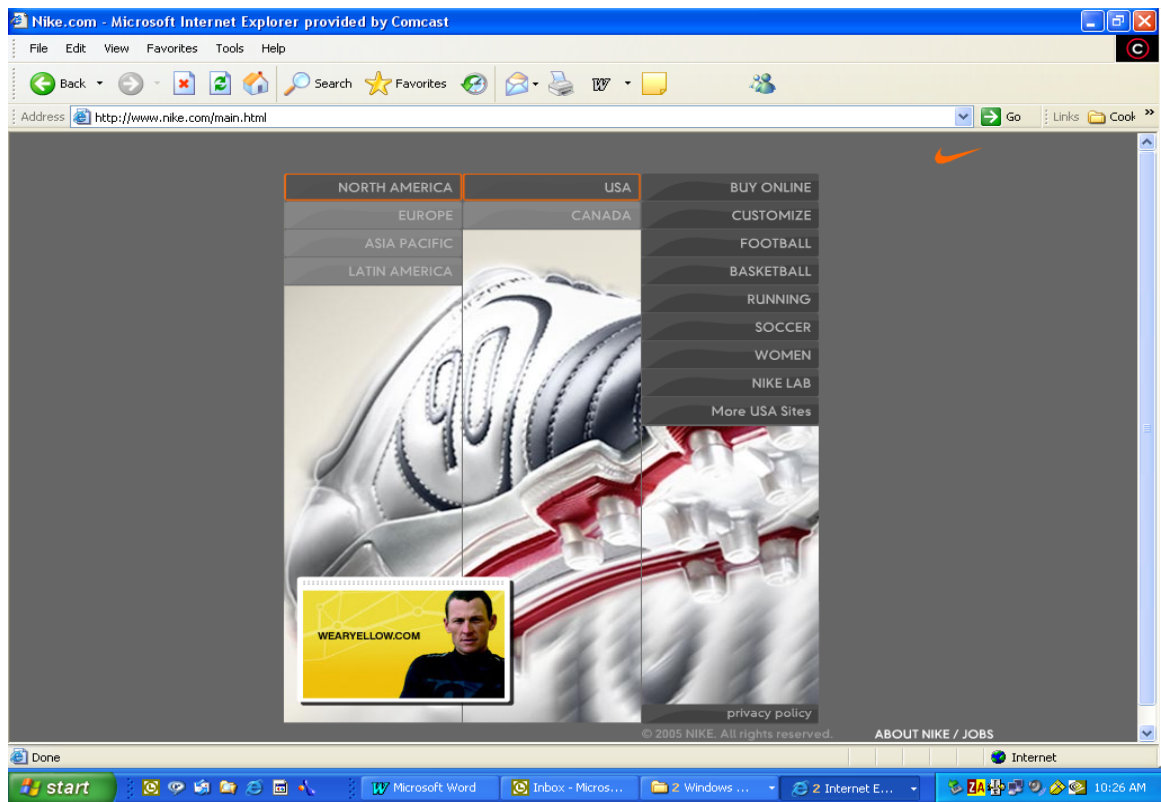 Nike.com - Microsoft Internet Explorer provided by Comcast
File Edit View Favorites Tools Help
Back Search Favorites
Address http://www.nike.com/main.html Go Links Cook »
NORTH AMERICA USA BUY ONLINE
EUROPE CANADA CUSTOMIZE
ASIA PACIFIC FOOTBALL
LATIN AMERICA BASKETBALL
RUNNING
SOCCER
WOMEN
NIKE LAB
More USA Sites
90
WEARYELLOW.COM
privacy policy
© 2005 NIKE. All rights reserved. ABOUT NIKE / JOBS
Done Internet
start Microsoft Word Inbox - Micros... 2 Windows ... 2 Internet E... ZA 10:26 AM